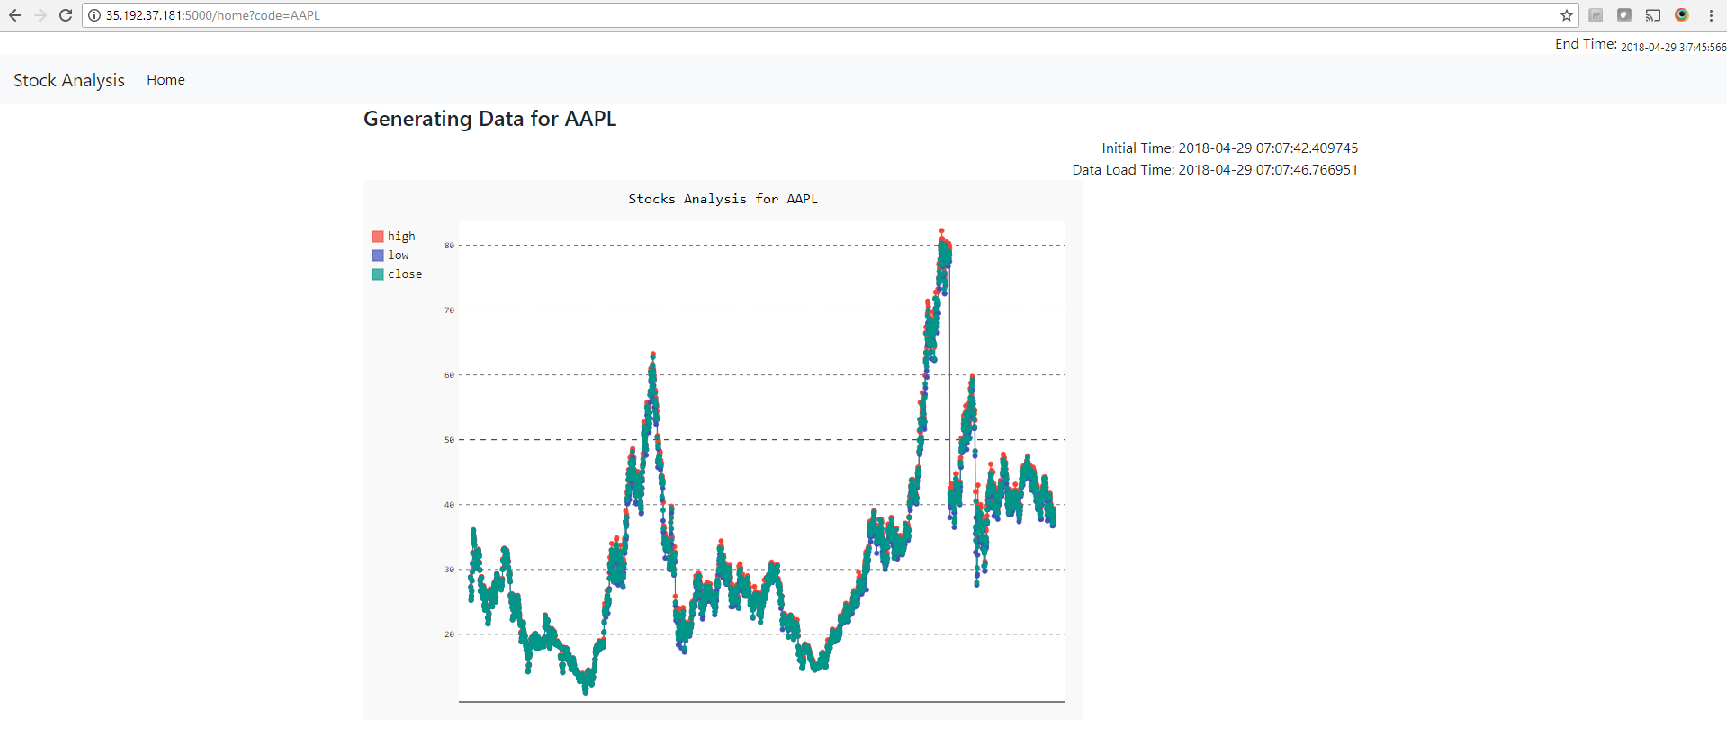 35.192.37.181:5000/home?code=AAPL
End Time: 2018-04-29 3:7:45:566
Stock Analysis Home
Generating Data for AAPL
Initial Time: 2018-04-29 07:07:42.409745
Data Load Time: 2018-04-29 07:07:46.766951
Stocks Analysis for AAPL
high
low
close
80
70
60
50
40
30
20